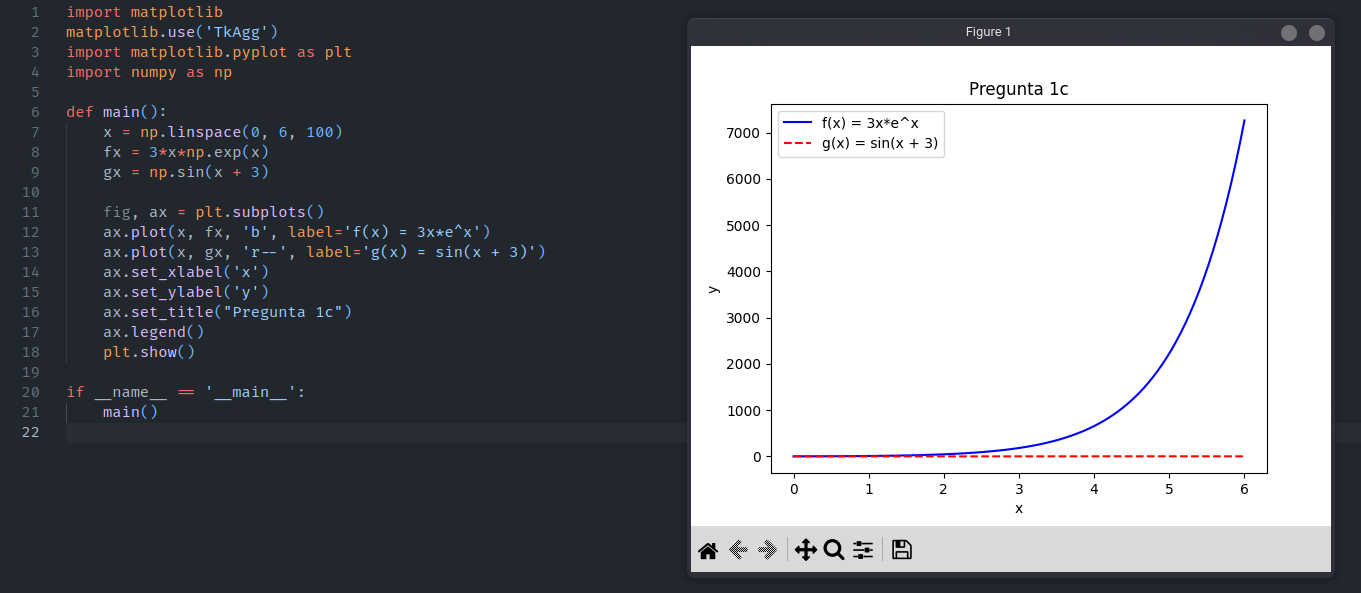 1 import matplotlib
2 matplotlib.use('TkAgg')
3 import matplotlib.pyplot as plt
4 import numpy as np
5
6 def main():
7     x = np.linspace(0, 6, 100)
8     fx = 3*x*np.exp(x)
9     gx = np.sin(x + 3)
10
11     fig, ax = plt.subplots()
12     ax.plot(x, fx, 'b', label='f(x) = 3x*e^x')
13     ax.plot(x, gx, 'r--', label='g(x) = sin(x + 3)')
14     ax.set_xlabel('x')
15     ax.set_ylabel('y')
16     ax.set_title("Pregunta 1c")
17     ax.legend()
18     plt.show()
19
20 if __name__ == '__main__':
21     main()
22
Figure 1
Pregunta 1c
f(x) = 3x*e^x
g(x) = sin(x + 3)
7000
6000
5000
4000
3000
2000
1000
0
y
0 1 2 3 4 5 6
x